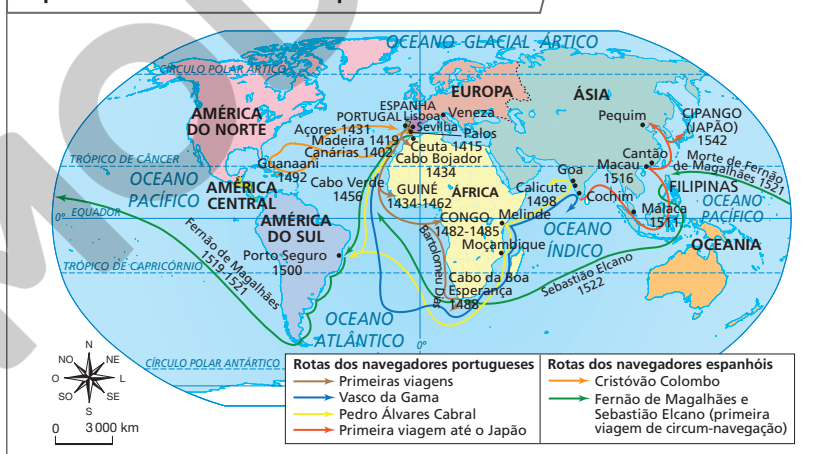 OCEANO GLACIAL ÁRTICO
CÍRCULO POLAR ÁRTICO
EUROPA
ÁSIA
AMÉRICA
DO NORTE
ESPANHA
PORTUGAL
Lisboa
Veneza
Sevilha
Palos
Açores 1431
Madeira 1419
Canárias 1402
Ceuta 1415
Cabo Bojador
1434
Pequim
CIPANGO
(JAPÃO)
1542
TRÓPICO DE CÂNCER
Guanaani
1492
Cantão
Macau
1516
Morte de Fernão
de Magalhães 1521
Goa
OCEANO
PACÍFICO
AMÉRICA
CENTRAL
Cabo Verde
1456
GUINÉ
1434-1462
ÁFRICA
Calicute
1498
Cochim
FILIPINAS
OCEANO
PACÍFICO
0°
EQUADOR
AMÉRICA
DO SUL
CONGO
1482-1485
Melinde
Málaca
1511
Fernão de Magalhães
1519-1521
Porto Seguro
1500
Bartolomeu Dias
Moçambique
OCEANO
ÍNDICO
OCEANIA
TRÓPICO DE CAPRICÓRNIO
Cabo da Boa
Esperança
1488
Sebastião Elcano
1522
OCEANO
ATLÂNTICO
0°
CÍRCULO POLAR ANTÁRTICO
N
NO
NE
O
L
SO
SE
S
0
3 000 km
Rotas dos navegadores portugueses
Primeiras viagens
Vasco da Gama
Pedro Álvares Cabral
Primeira viagem até o Japão
Rotas dos navegadores espanhóis
Cristóvão Colombo
Fernão de Magalhães e
Sebastião Elcano (primeira
viagem de circum-navegação)